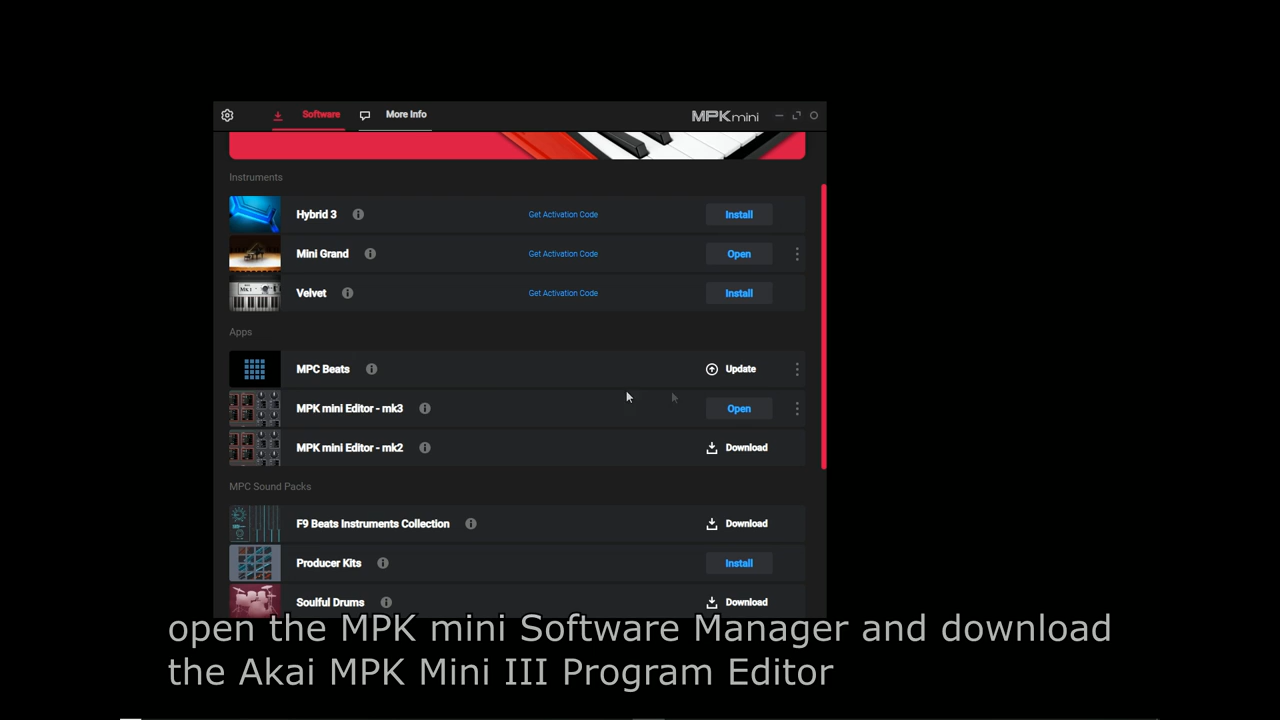 Software More Info MPKmini
Instruments
Hybrid 3 Get Activation Code Install
Mini Grand Get Activation Code Open
Velvet Get Activation Code Install
Apps
MPC Beats Update
MPK mini Editor - mk3 Open
MPK mini Editor - mk2 Download
MPC Sound Packs
F9 Beats Instruments Collection Download
Producer Kits Install
Soulful Drums Download
open the MPK mini Software Manager and download
the Akai MPK Mini III Program Editor